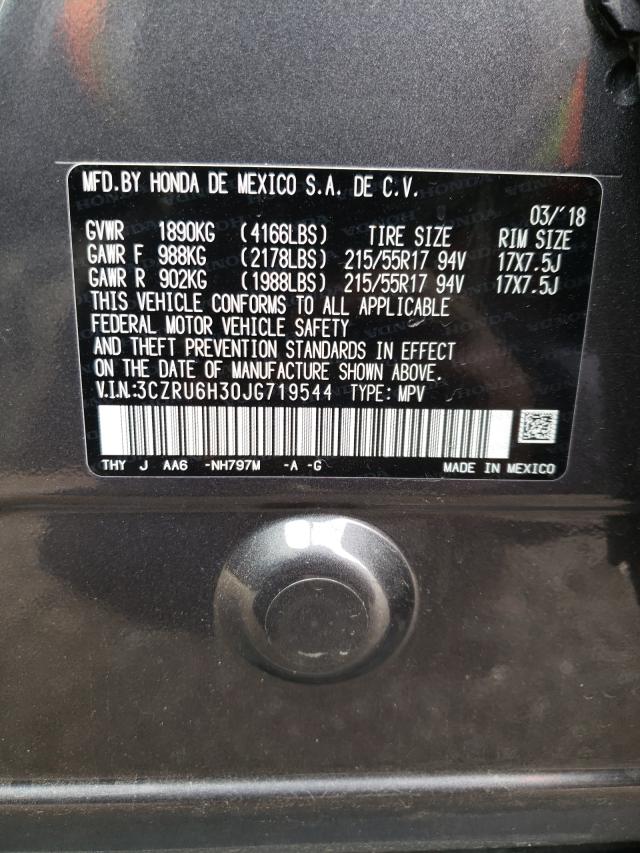 MFD.BY HONDA DE MEXICO S.A. DE C.V.
03/'18
GVWR 1890KG (4166LBS) TIRE SIZE RIM SIZE
GAWR F 988KG (2178LBS) 215/55R17 94V 17X7.5J
GAWR R 902KG (1988LBS) 215/55R17 94V 17X7.5J
THIS VEHICLE CONFORMS TO ALL APPLICABLE
FEDERAL MOTOR VEHICLE SAFETY
AND THEFT PREVENTION STANDARDS IN EFFECT
ON THE DATE OF MANUFACTURE SHOWN ABOVE.
V.I.N:3CZRU6H30JG719544 TYPE: MPV
THY J AA6 -NH797M -A -G MADE IN MEXICO